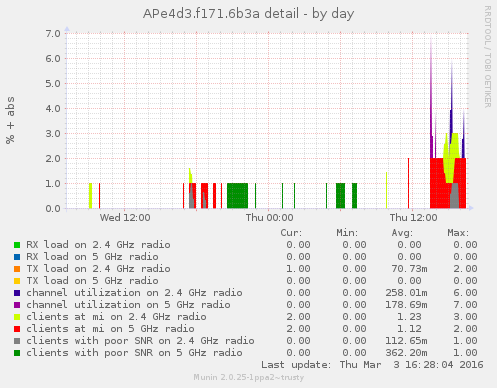 APe4d3.f171.6b3a detail - by day
RRDTOOL / TOBI OETIKER
% + abs
7.0
6.0
5.0
4.0
3.0
2.0
1.0
0.0
Wed 12:00 Thu 00:00 Thu 12:00
Cur: Min: Avg: Max:
RX load on 2.4 GHz radio 0.00 0.00 0.00 0.00
RX load on 5 GHz radio 0.00 0.00 0.00 0.00
TX load on 2.4 GHz radio 1.00 0.00 70.73m 2.00
TX load on 5 GHz radio 0.00 0.00 0.00 0.00
channel utilization on 2.4 GHz radio 0.00 0.00 258.01m 6.00
channel utilization on 5 GHz radio 0.00 0.00 178.69m 7.00
clients at mi on 2.4 GHz radio 2.00 0.00 1.23 3.00
clients at mi on 5 GHz radio 2.00 0.00 1.12 2.00
clients with poor SNR on 2.4 GHz radio 0.00 0.00 112.65m 1.00
clients with poor SNR on 5 GHz radio 0.00 0.00 362.20m 1.00
Last update: Thu Mar 3 16:28:04 2016
Munin 2.0.25-1ppa2~trusty